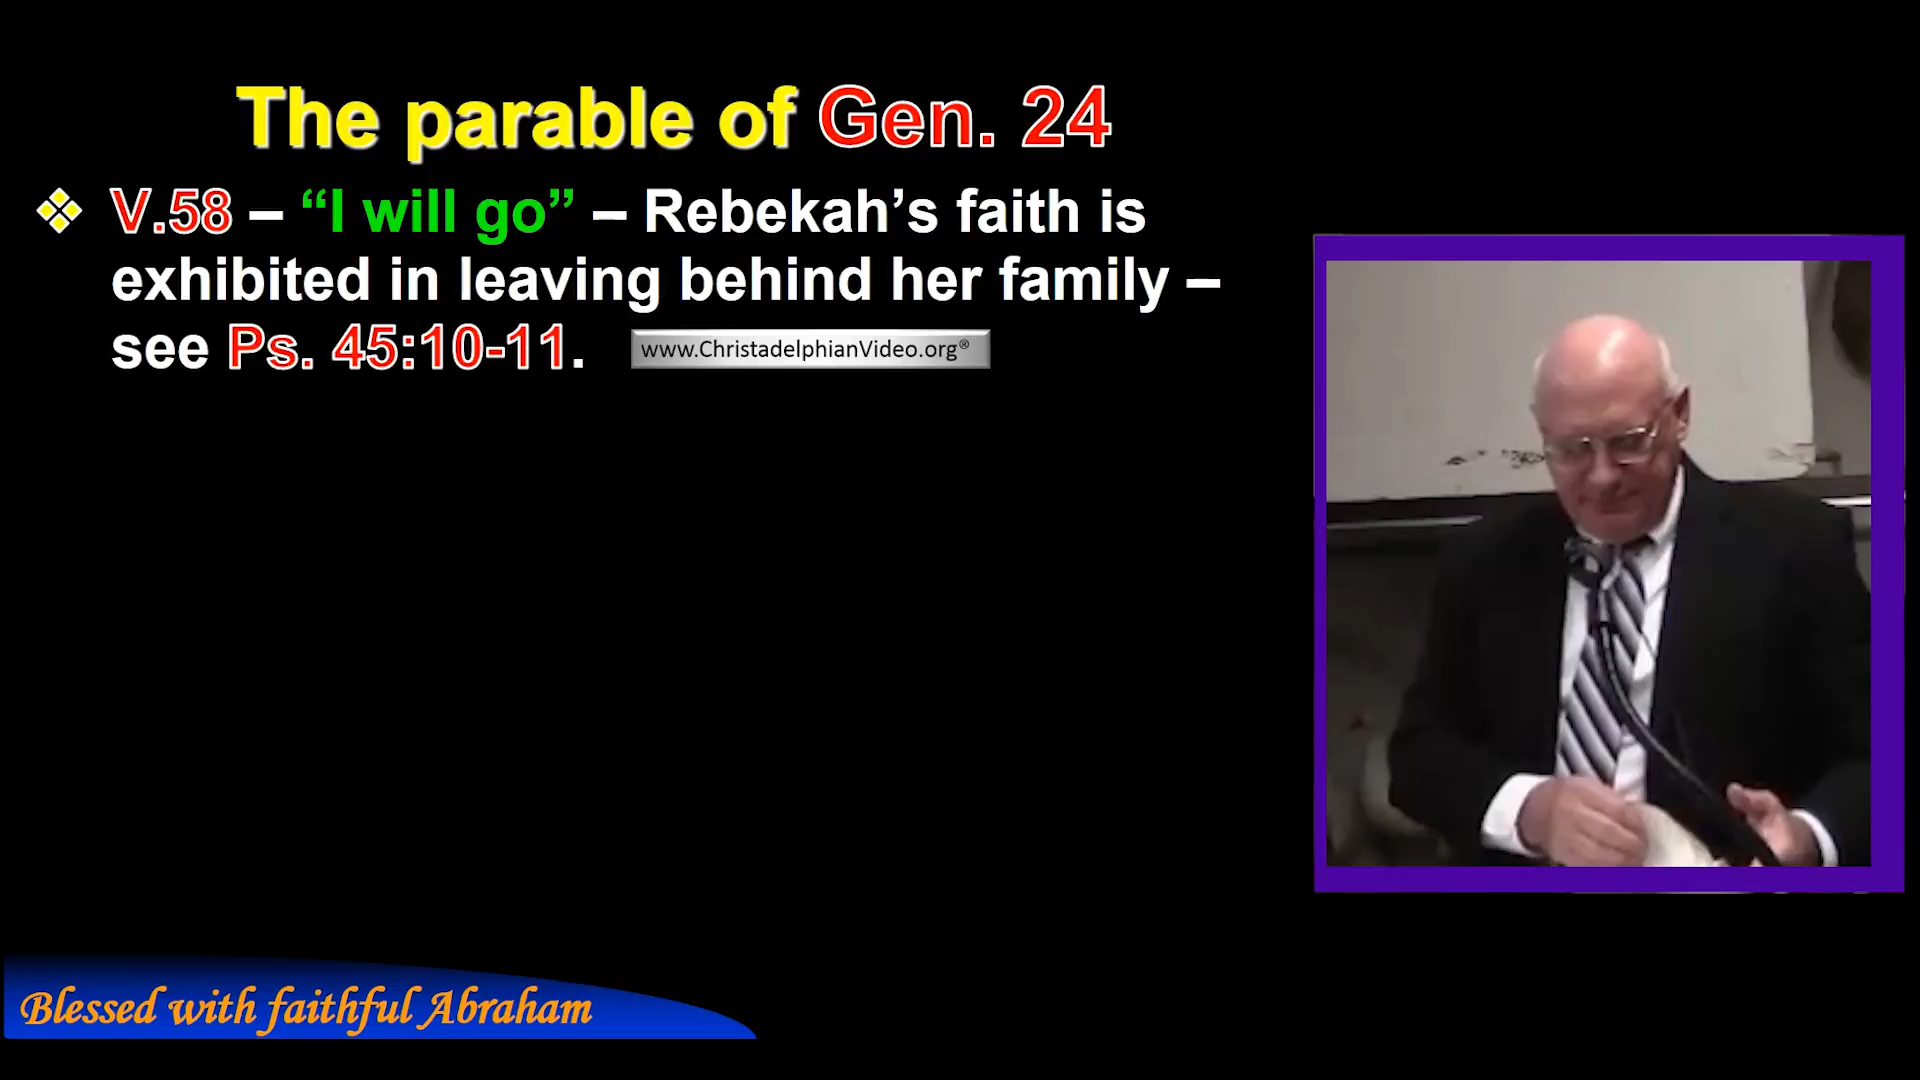 The parable of Gen. 24
❖ V.58 – “I will go” – Rebekah’s faith is
exhibited in leaving behind her family –
see Ps. 45:10-11.
www.ChristadelphianVideo.org®
Blessed with faithful Abraham